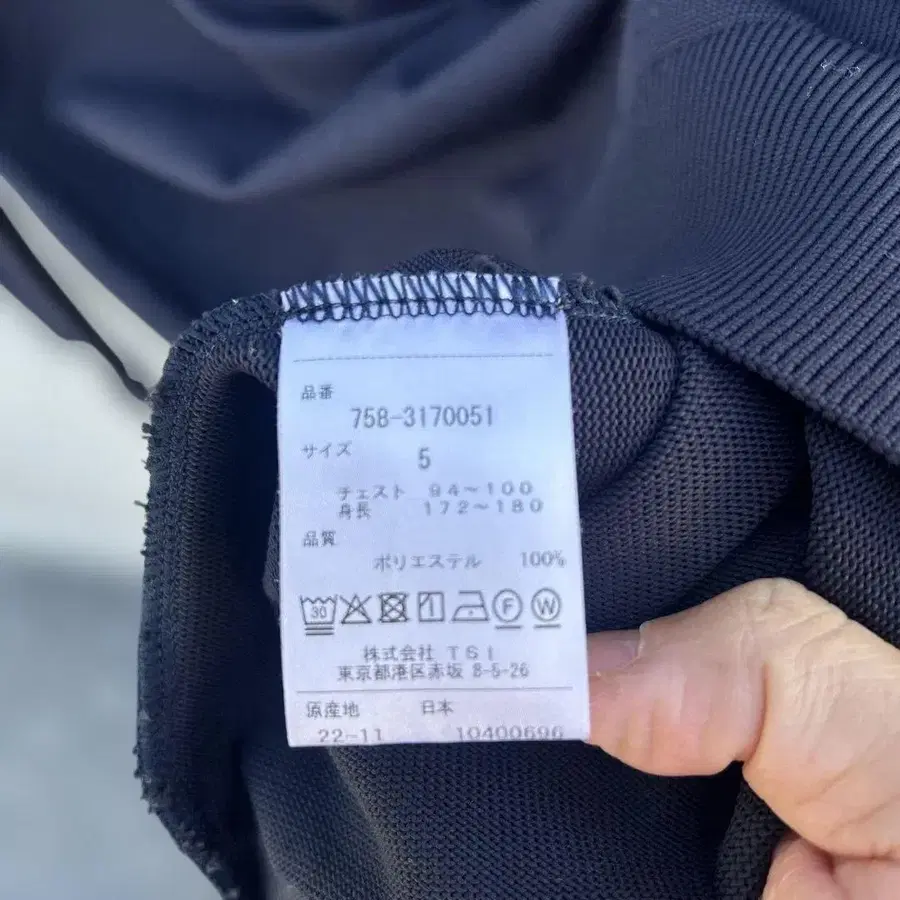 品番
758-3170051
サイズ 5
チェスト 94~100
身長 172~180
品質
ポリエステル 100%
30 F W
株式会社 TSI
東京都港区赤坂 8-5-26
原産地 日本
22-11 10400696